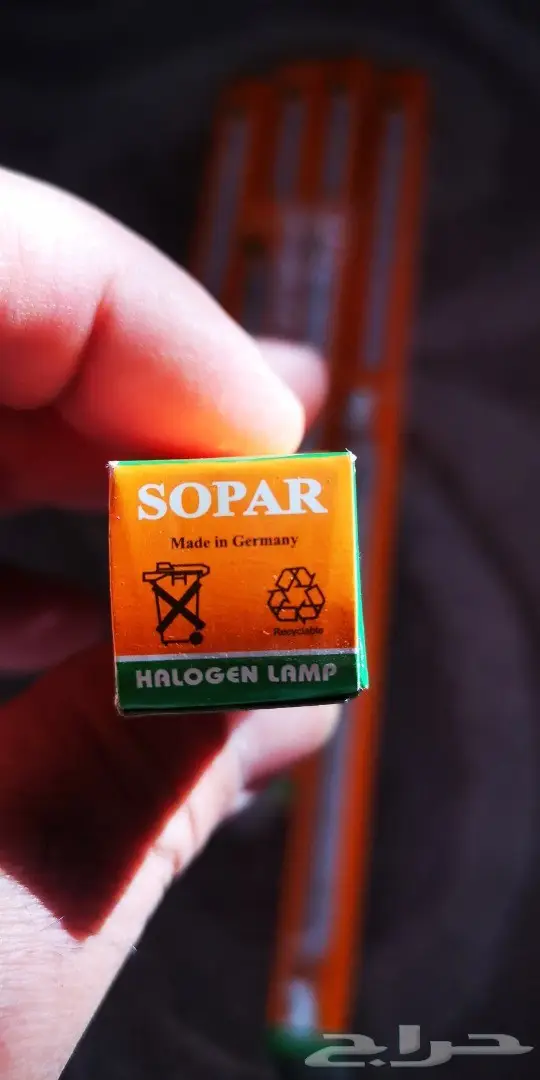 SOPAR
Made in Germany
Recyclable
HALOGEN LAMP
حراج